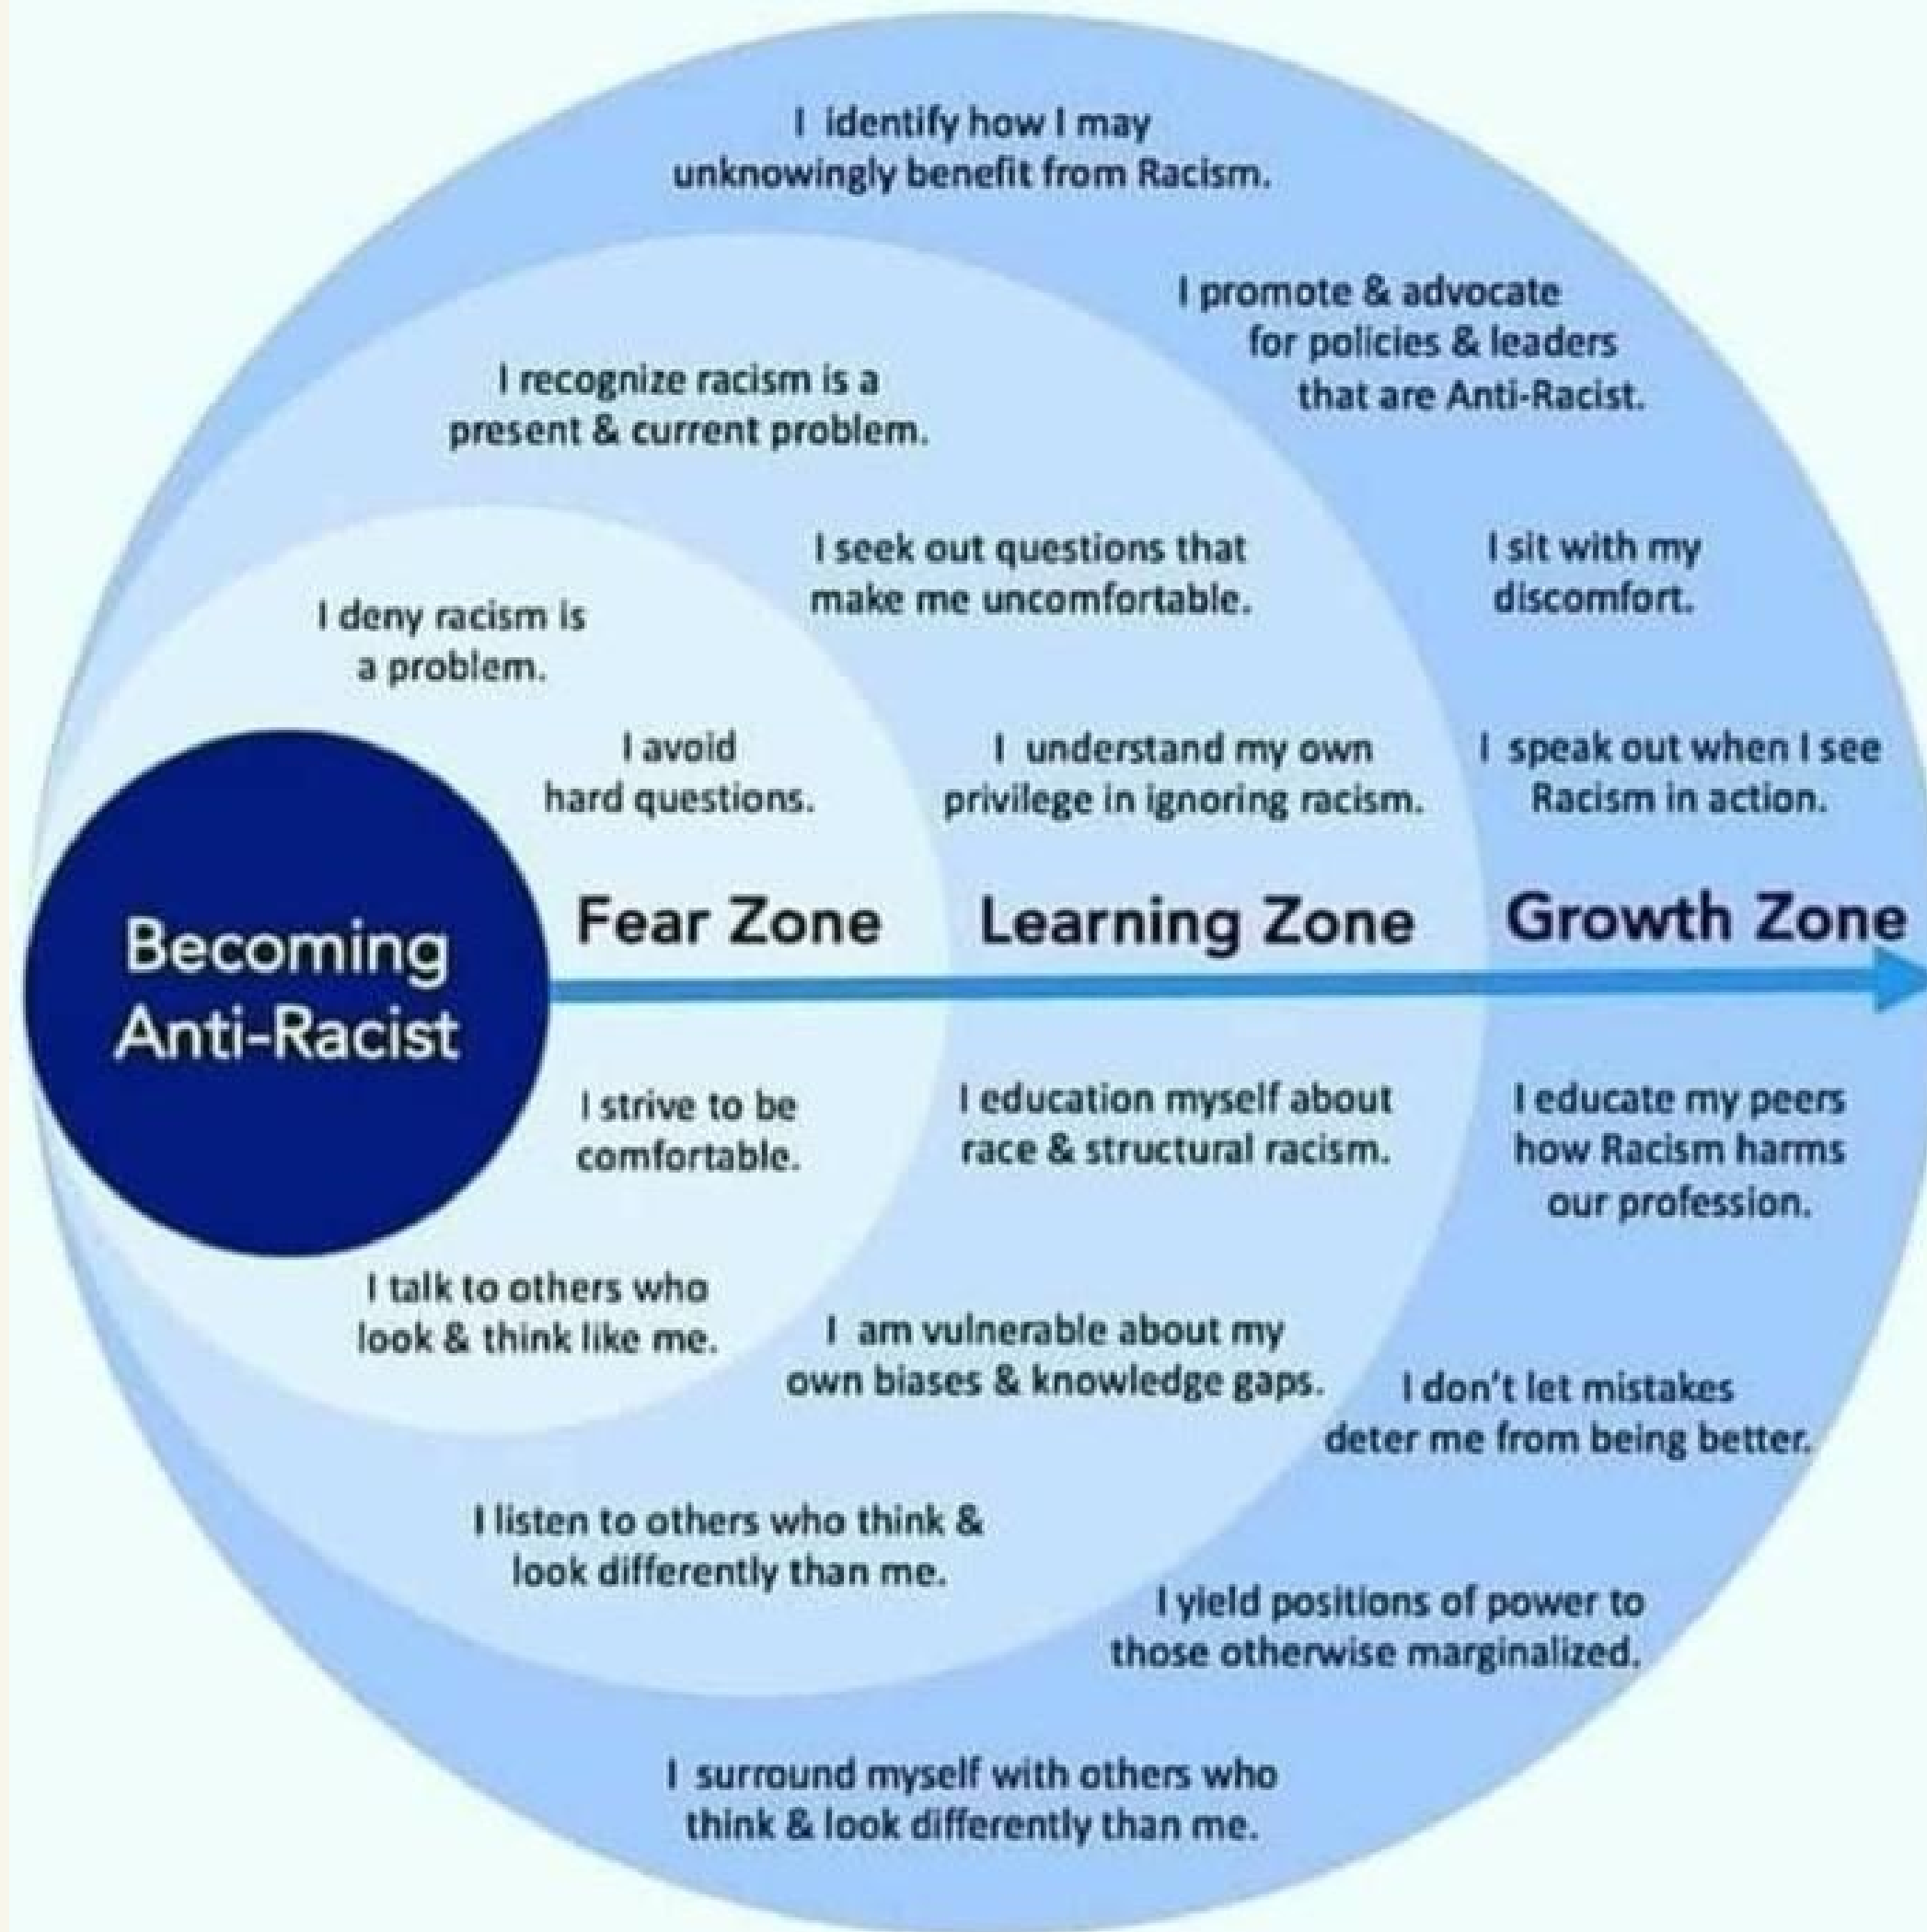 I identify how I may
unknowingly benefit from Racism.
I promote & advocate
for policies & leaders
that are Anti-Racist.
I recognize racism is a
present & current problem.
I seek out questions that
make me uncomfortable.
I sit with my
discomfort.
I deny racism is
a problem.
I avoid
hard questions.
I understand my own
privilege in ignoring racism.
I speak out when I see
Racism in action.
Becoming
Anti-Racist
Fear Zone
Learning Zone
Growth Zone
I strive to be
comfortable.
I education myself about
race & structural racism.
I educate my peers
how Racism harms
our profession.
I talk to others who
look & think like me.
I am vulnerable about my
own biases & knowledge gaps.
I don't let mistakes
deter me from being better.
I listen to others who think &
look differently than me.
I yield positions of power to
those otherwise marginalized.
I surround myself with others who
think & look differently than me.